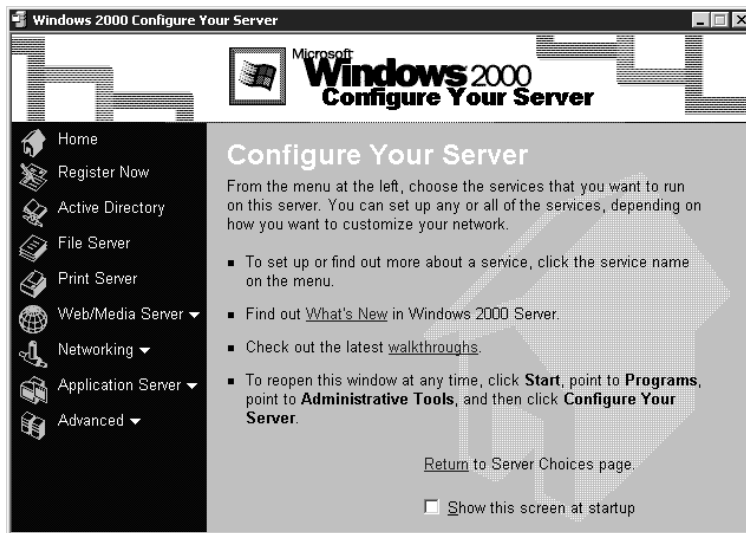 Windows 2000 Configure Your Server
Microsoft
Windows 2000
Configure Your Server
Home
Register Now
Active Directory
File Server
Print Server
Web/Media Server
Networking
Application Server
Advanced
Configure Your Server
From the menu at the left, choose the services that you want to run
on this server. You can set up any or all of the services, depending on
how you want to customize your network.
To set up or find out more about a service, click the service name
on the menu.
Find out What's New in Windows 2000 Server.
Check out the latest walkthroughs.
To reopen this window at any time, click Start, point to Programs,
point to Administrative Tools, and then click Configure Your
Server.
Return to Server Choices page.
Show this screen at startup